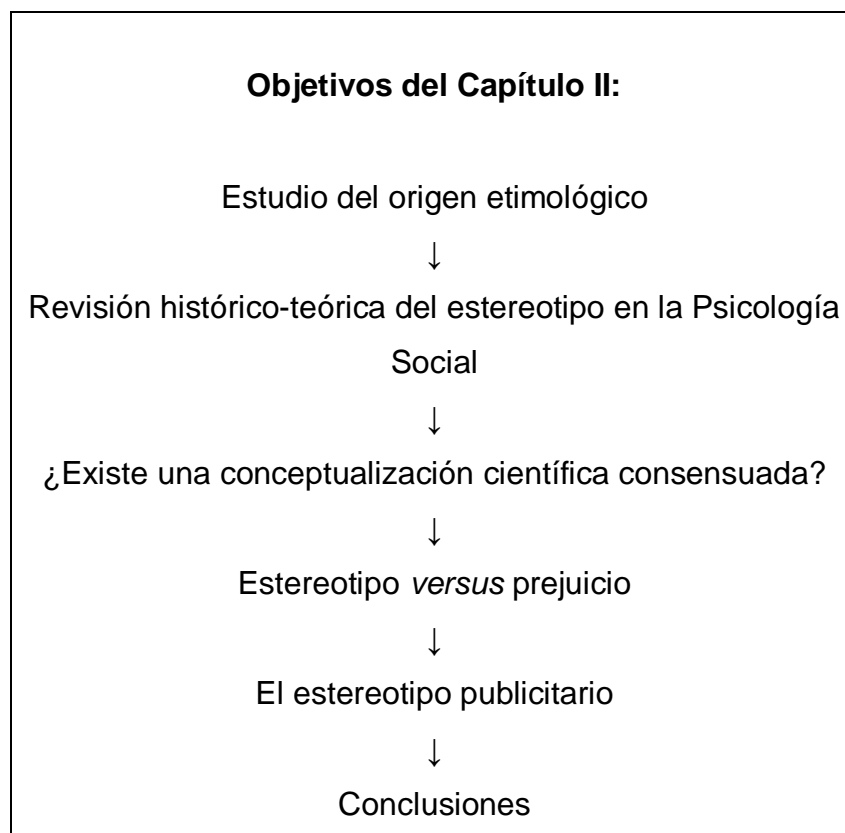 Objetivos del Capítulo II:
Estudio del origen etimológico
↓
Revisión histórico-teórica del estereotipo en la Psicología
Social
↓
¿Existe una conceptualización científica consensuada?
↓
Estereotipo versus prejuicio
↓
El estereotipo publicitario
↓
Conclusiones